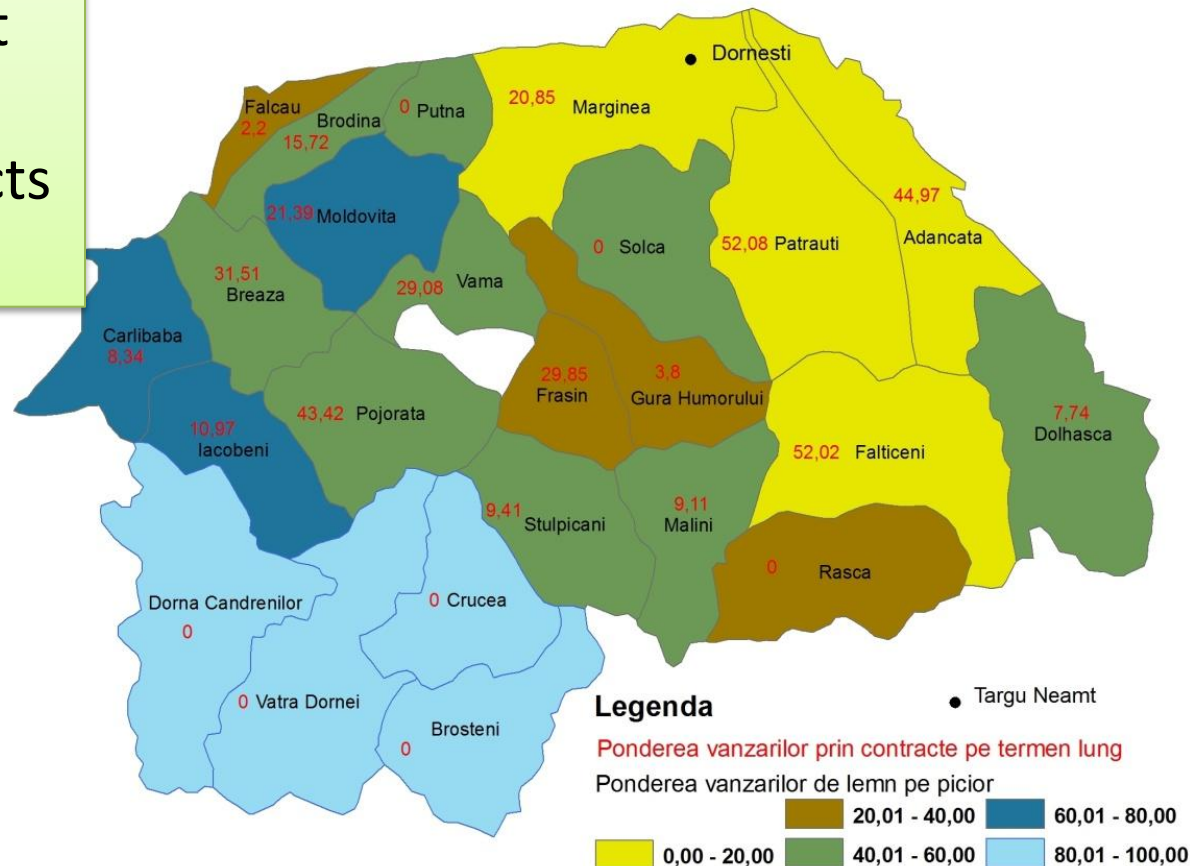 t
cts
Dornesti
Falcau
2,2
Brodina
15,72
0 Putna
20,85 Marginea
21,39 Moldovita
44,97
Adancata
0 Solca
52,08 Patrauti
31,51
Breaza
29,08 Vama
Carlibaba
8,34
29,85
Frasin
3,8
Gura Humorului
43,42 Pojorata
10,97
Iacobeni
7,74
Dolhasca
52,02 Falticeni
9,41 Stulpicani
9,11
Malini
0 Rasca
Dorna Candrenilor
0
0 Crucea
0 Vatra Dornei
Brosteni
0
Targu Neamt
Legenda
Ponderea vanzarilor prin contracte pe termen lung
Ponderea vanzarilor de lemn pe picior
20,01 - 40,00 60,01 - 80,00
0,00 - 20,00 40,01 - 60,00 80,01 - 100,00